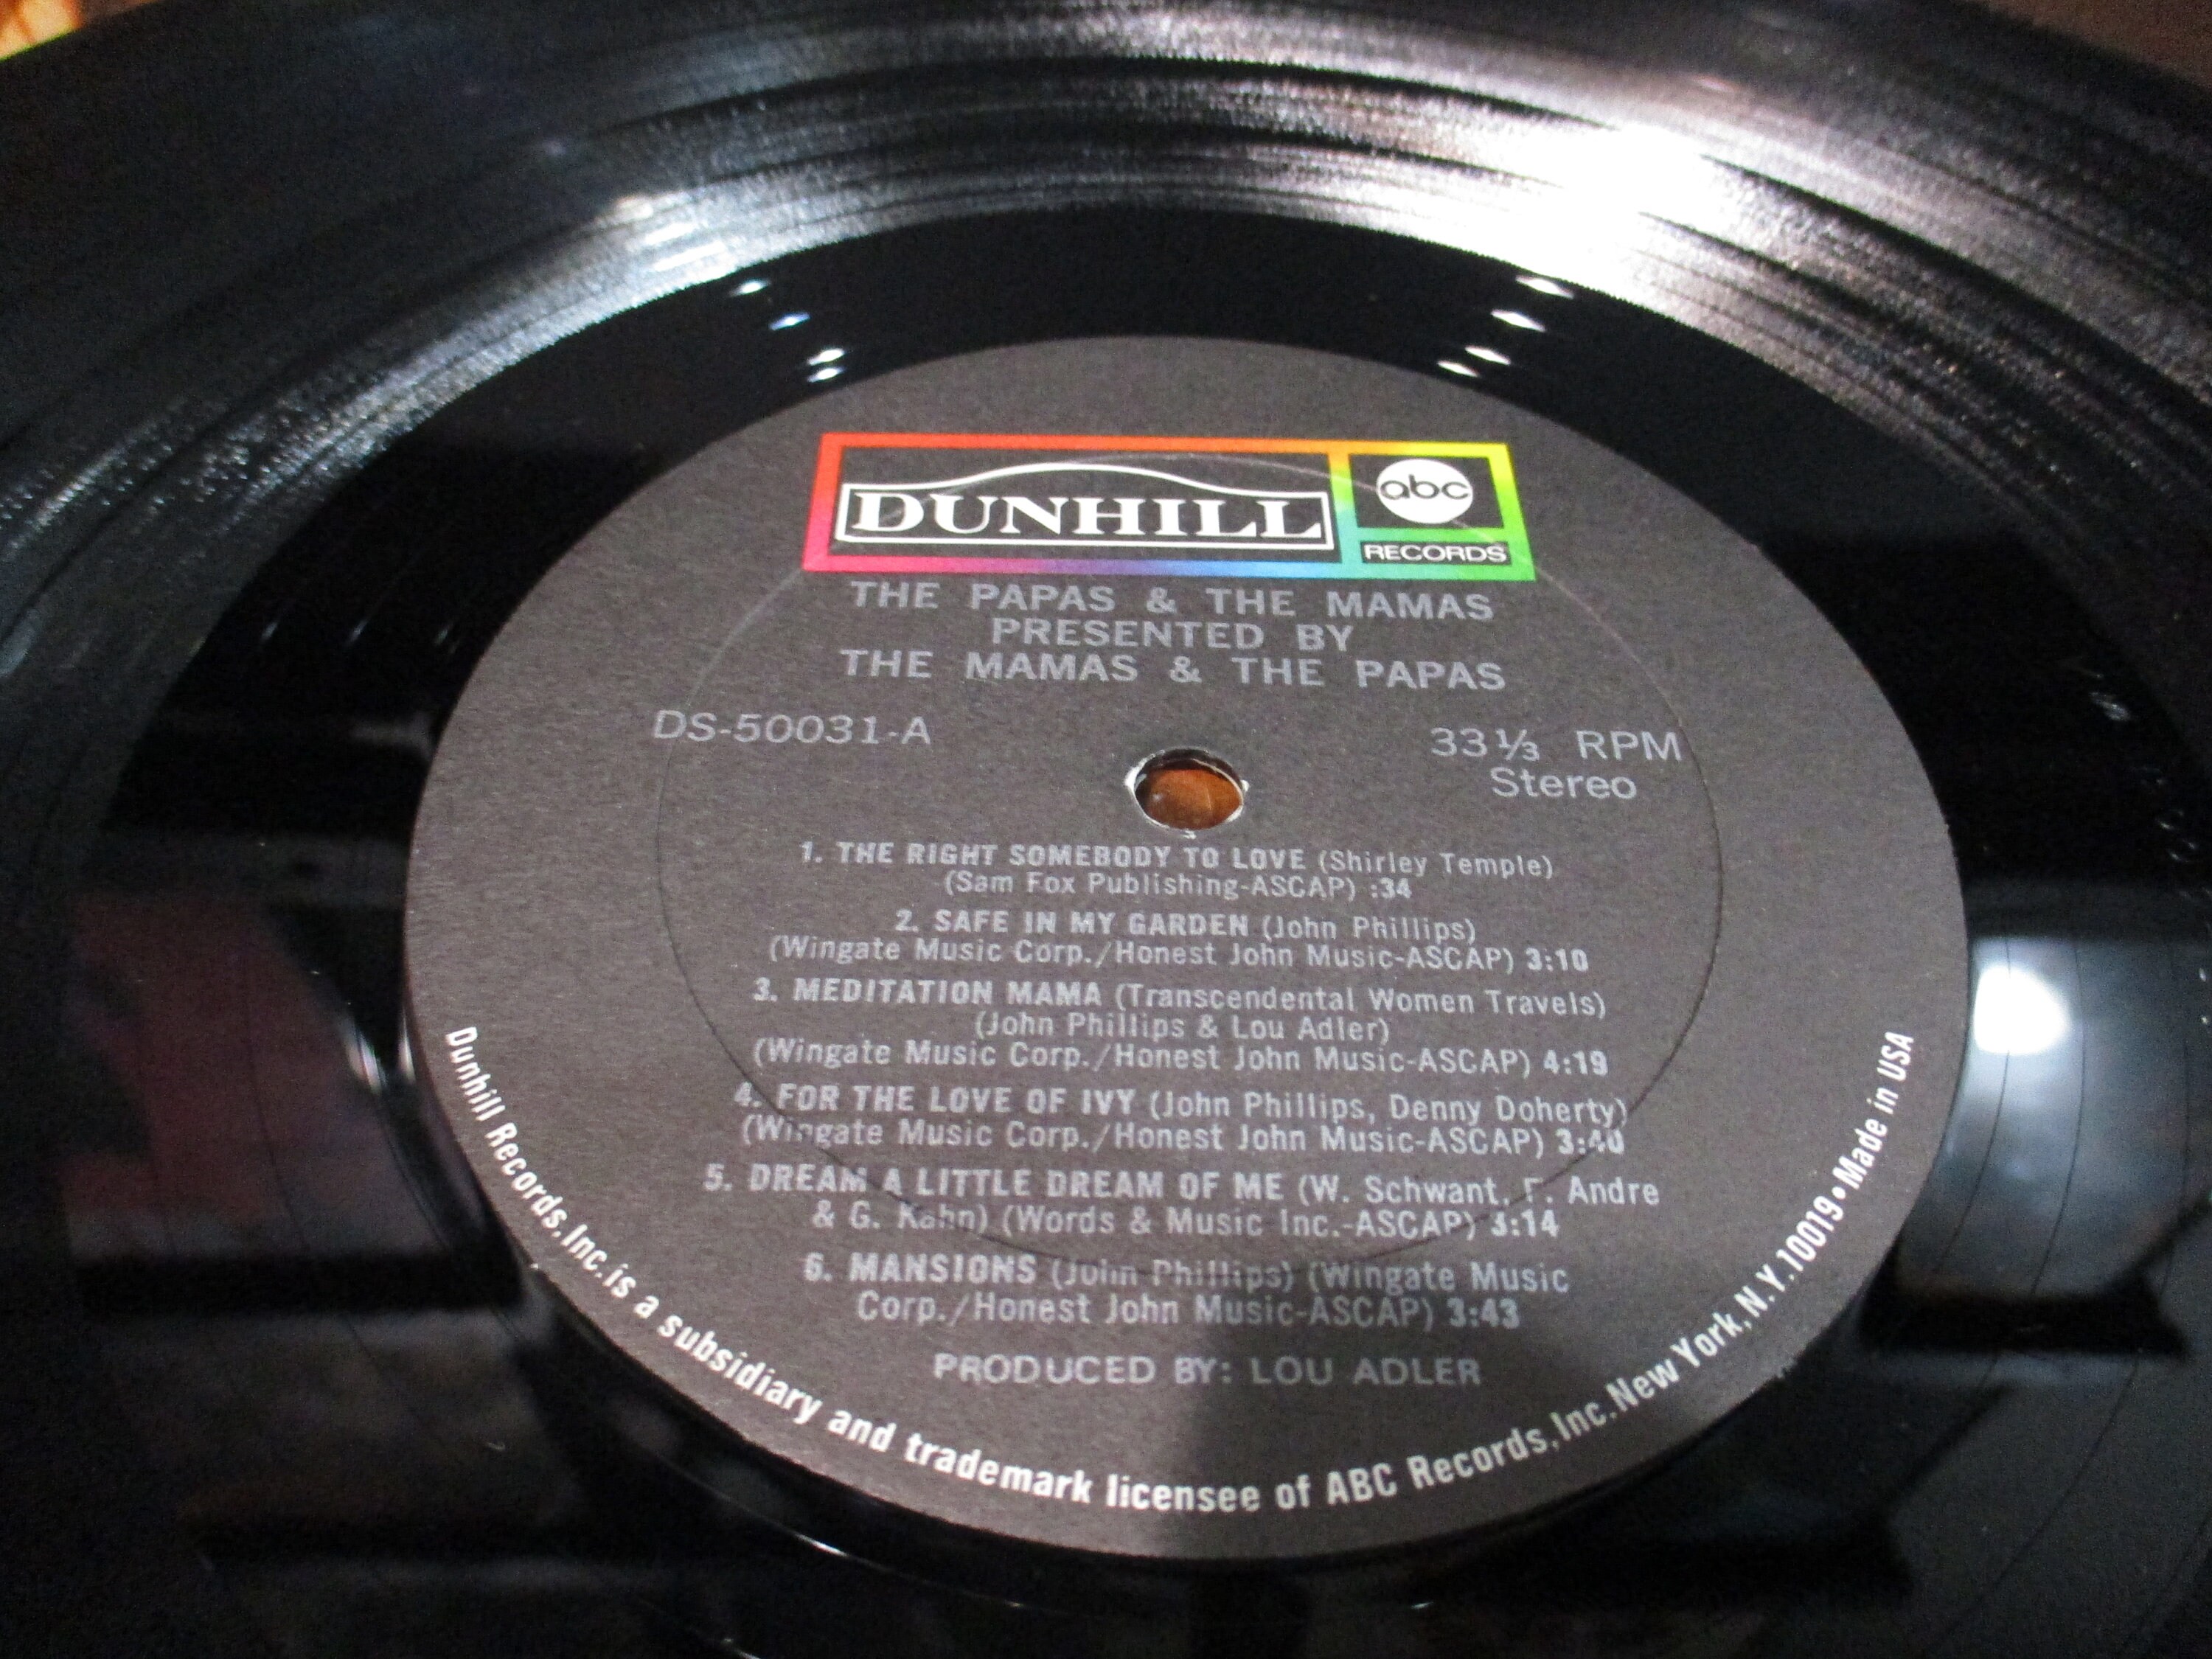 DUNHILL
abc
RECORDS
THE PAPAS & THE MAMAS
PRESENTED BY
THE MAMAS & THE PAPAS
DS-50031-A
33⅓ RPM
Stereo
1. THE RIGHT SOMEBODY TO LOVE (Shirley Temple)
(Sam Fox Publishing-ASCAP) :34
2. SAFE IN MY GARDEN (John Phillips)
(Wingate Music Corp./Honest John Music-ASCAP) 3:10
3. MEDITATION MAMA (Transcendental Women Travels)
(John Phillips & Lou Adler)
(Wingate Music Corp./Honest John Music-ASCAP) 4:19
4. FOR THE LOVE OF IVY (John Phillips, Denny Doherty)
(Wingate Music Corp./Honest John Music-ASCAP) 3:40
5. DREAM A LITTLE DREAM OF ME (W. Schwant, F. Andre
& G. Kahn) (Words & Music Inc.-ASCAP) 3:14
6. MANSIONS (John Phillips) (Wingate Music
Corp./Honest John Music-ASCAP) 3:43
PRODUCED BY: LOU ADLER
Dunhill Records, Inc. is a subsidiary and trademark licensee of ABC Records, Inc. New York, N.Y. 10019 • Made in USA